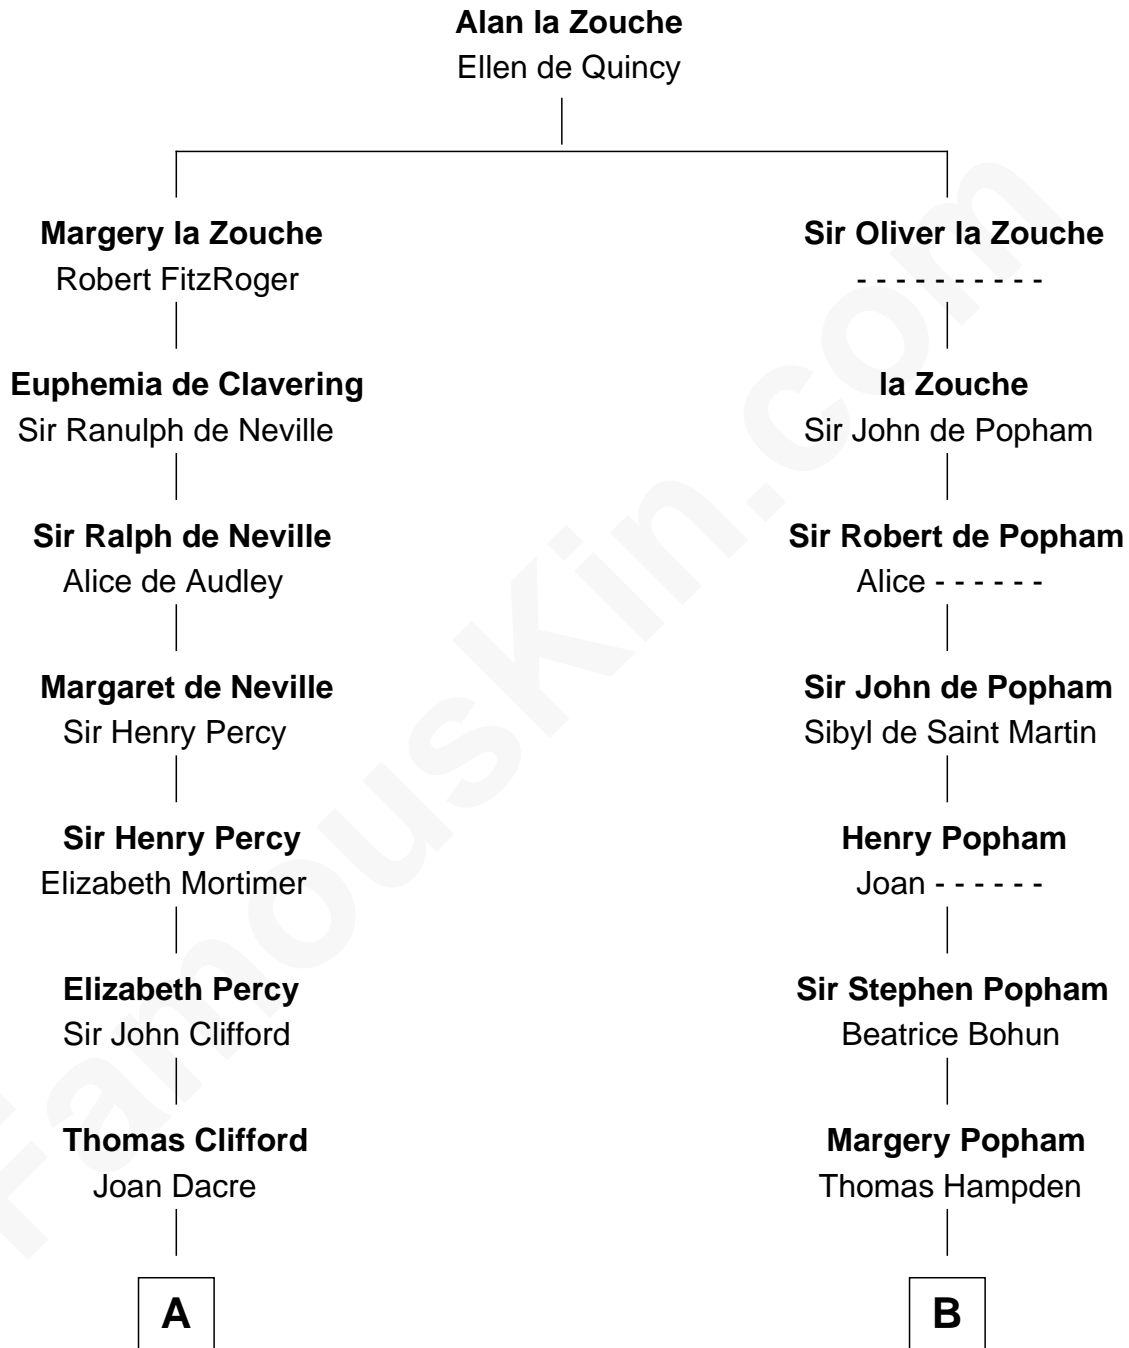 Alan la Zouche
Ellen de Quincy
Margery la Zouche
Robert FitzRoger
Sir Oliver la Zouche
- - - - - - - - - -
Euphemia de Clavering
Sir Ranulph de Neville
la Zouche
Sir John de Popham
Sir Ralph de Neville
Alice de Audley
Sir Robert de Popham
Alice - - - - - -
Margaret de Neville
Sir Henry Percy
Sir John de Popham
Sibyl de Saint Martin
Sir Henry Percy
Elizabeth Mortimer
Henry Popham
Joan - - - - - -
Elizabeth Percy
Sir John Clifford
Sir Stephen Popham
Beatrice Bohun
Thomas Clifford
Joan Dacre
Margery Popham
Thomas Hampden
A
B
FamousKin.com